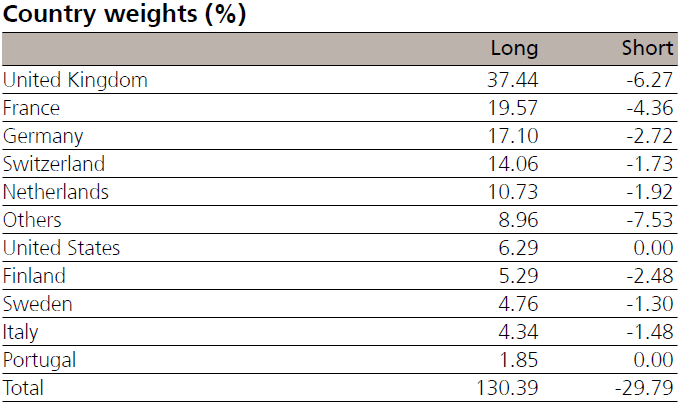 Country weights (%)
Long Short
United Kingdom 37.44 -6.27
France 19.57 -4.36
Germany 17.10 -2.72
Switzerland 14.06 -1.73
Netherlands 10.73 -1.92
Others 8.96 -7.53
United States 6.29 0.00
Finland 5.29 -2.48
Sweden 4.76 -1.30
Italy 4.34 -1.48
Portugal 1.85 0.00
Total 130.39 -29.79